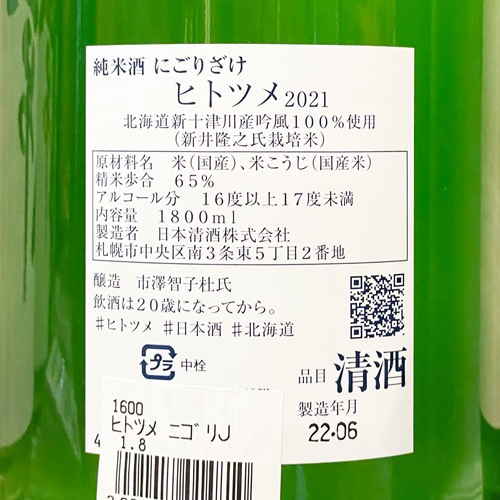 純米酒 にごりざけ
ヒトツメ2021
北海道新十津川産吟風100%使用
（新井隆之氏栽培米）
原材料名 米（国産）、米こうじ（国産米）
精米歩合 65%
アルコール分 16度以上17度未満
内容量 1800ml
製造者 日本清酒株式会社
札幌市中央区南3条東5丁目2番地
醸造 市澤智子杜氏
飲酒は20歳になってから。
#ヒトツメ #日本酒 #北海道
プラ 中栓
品目 清酒
製造年月
22.06
1600
ヒトツメ ニゴリJ
1.8